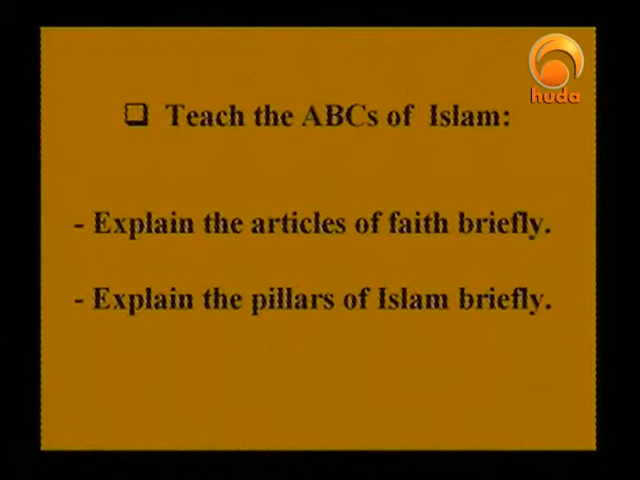 huda
❑ Teach the ABCs of Islam:
- Explain the articles of faith briefly.
- Explain the pillars of Islam briefly.